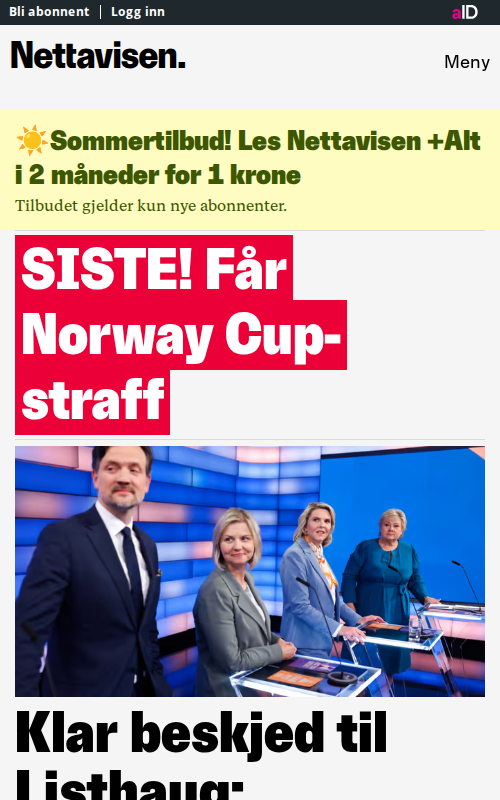 Bli abonnent Logg inn aID
Nettavisen.
Meny
☀️Sommertilbud! Les Nettavisen +Alt
i 2 måneder for 1 krone
Tilbudet gjelder kun nye abonnenter.
SISTE! Får
Norway Cup-
straff
Klar beskjed til
Listhaug: